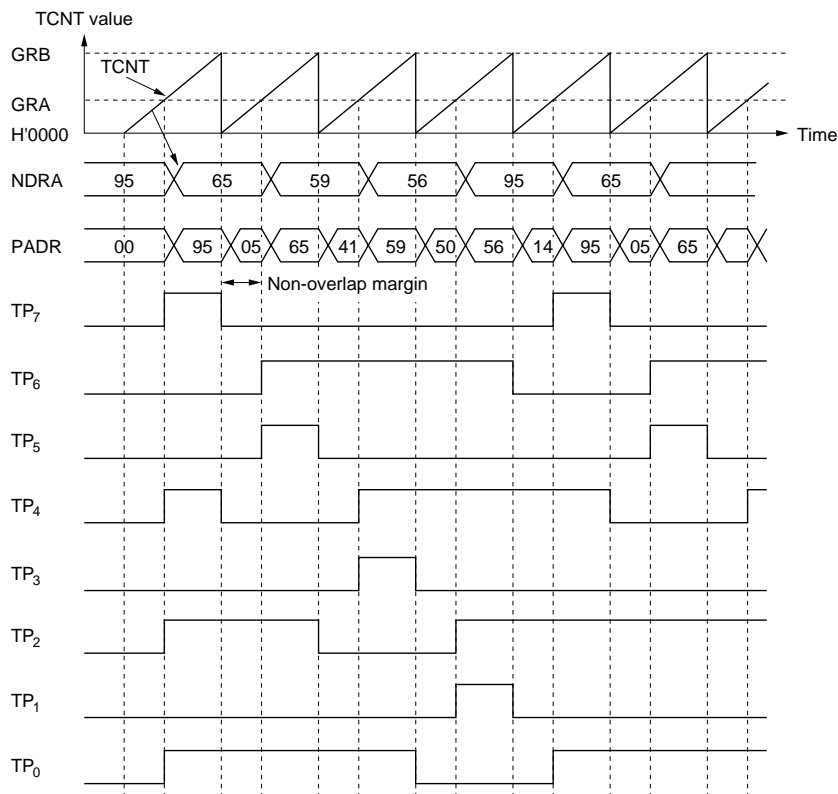 TCNT value
GRB
TCNT
GRA
H'0000
Time
NDRA 95 65 59 56 95 65
PADR 00 95 05 65 41 59 50 56 14 95 05 65
Non-overlap margin
TP7
TP6
TP5
TP4
TP3
TP2
TP1
TP0